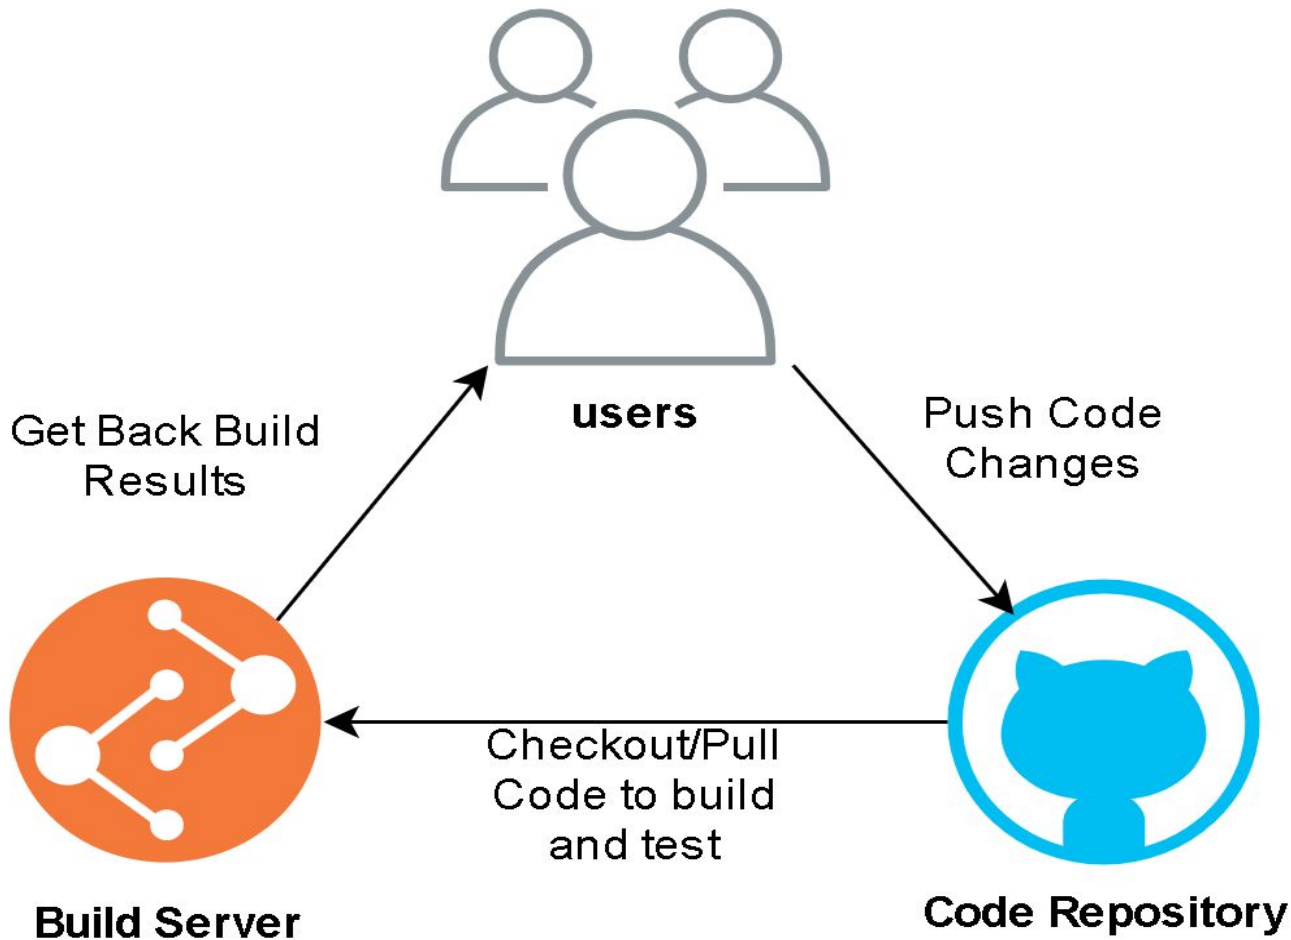 users
Get Back Build
Results
Push Code
Changes
Checkout/Pull
Code to build
and test
Build Server
Code Repository